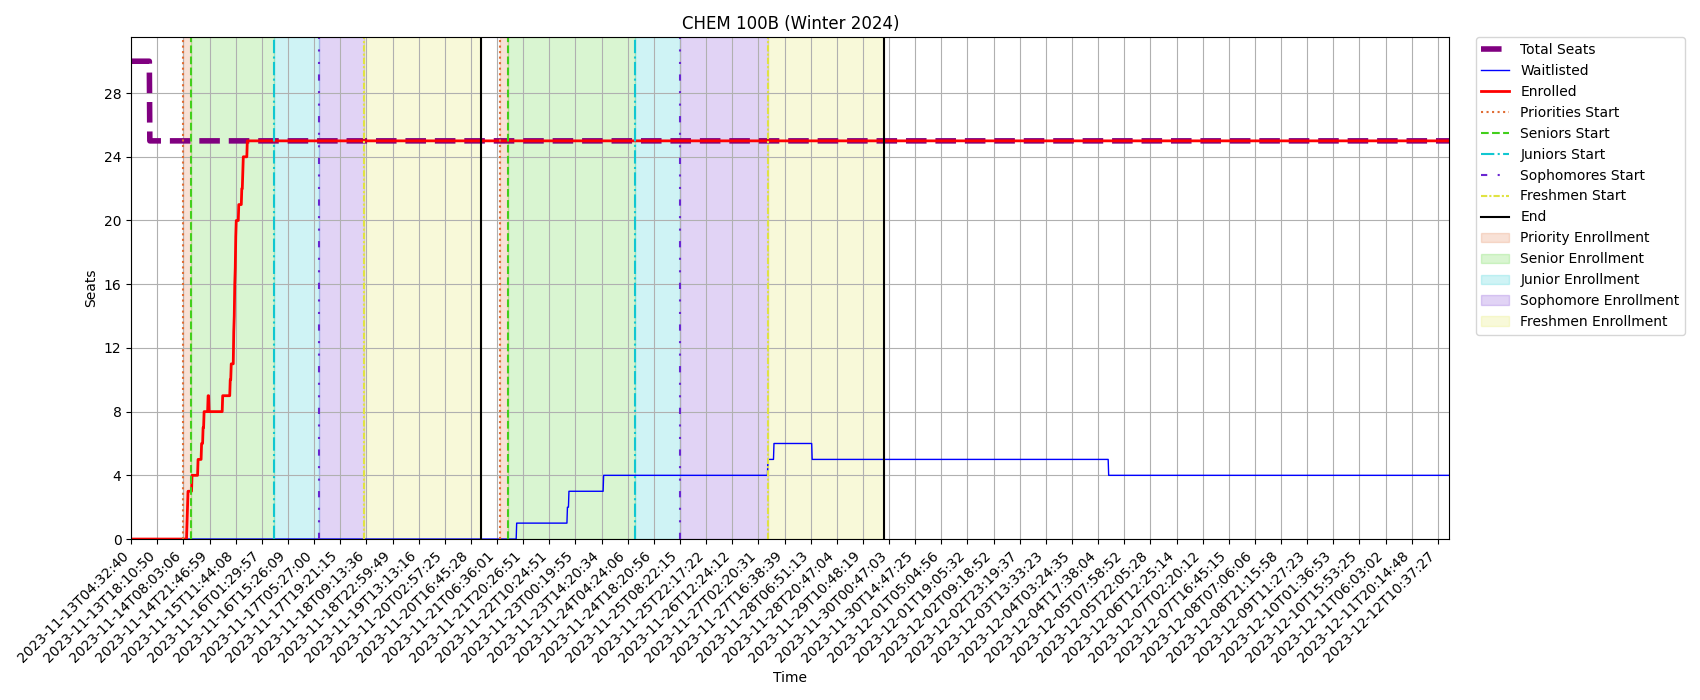 CHEM 100B (Winter 2024)
Seats
28
24
20
16
12
8
4
0
2023-11-13T04:32:40
2023-11-13T18:10:50
2023-11-14T08:03:06
2023-11-14T21:46:59
2023-11-15T11:44:08
2023-11-16T01:29:57
2023-11-16T15:26:09
2023-11-17T05:27:00
2023-11-17T19:21:15
2023-11-18T09:13:36
2023-11-18T22:59:49
2023-11-19T13:13:16
2023-11-20T02:57:25
2023-11-20T16:45:28
2023-11-21T06:36:01
2023-11-21T20:26:51
2023-11-22T10:24:51
2023-11-23T00:19:55
2023-11-23T14:20:34
2023-11-24T04:24:06
2023-11-24T18:20:56
2023-11-25T08:22:15
2023-11-25T22:17:22
2023-11-26T12:24:12
2023-11-27T02:20:31
2023-11-27T16:38:39
2023-11-28T06:51:13
2023-11-28T20:47:04
2023-11-29T10:48:19
2023-11-30T00:47:03
2023-11-30T14:47:25
2023-12-01T05:04:56
2023-12-01T19:05:32
2023-12-02T09:18:52
2023-12-02T23:19:37
2023-12-03T13:33:23
2023-12-04T03:24:35
2023-12-04T17:38:04
2023-12-05T07:58:52
2023-12-05T22:05:28
2023-12-06T12:25:14
2023-12-07T02:20:12
2023-12-07T16:45:15
2023-12-08T07:06:06
2023-12-08T21:15:58
2023-12-09T11:27:23
2023-12-10T01:36:53
2023-12-10T15:53:25
2023-12-11T06:03:02
2023-12-11T20:14:48
2023-12-12T10:37:27
Time
Total Seats
Waitlisted
Enrolled
Priorities Start
Seniors Start
Juniors Start
Sophomores Start
Freshmen Start
End
Priority Enrollment
Senior Enrollment
Junior Enrollment
Sophomore Enrollment
Freshmen Enrollment